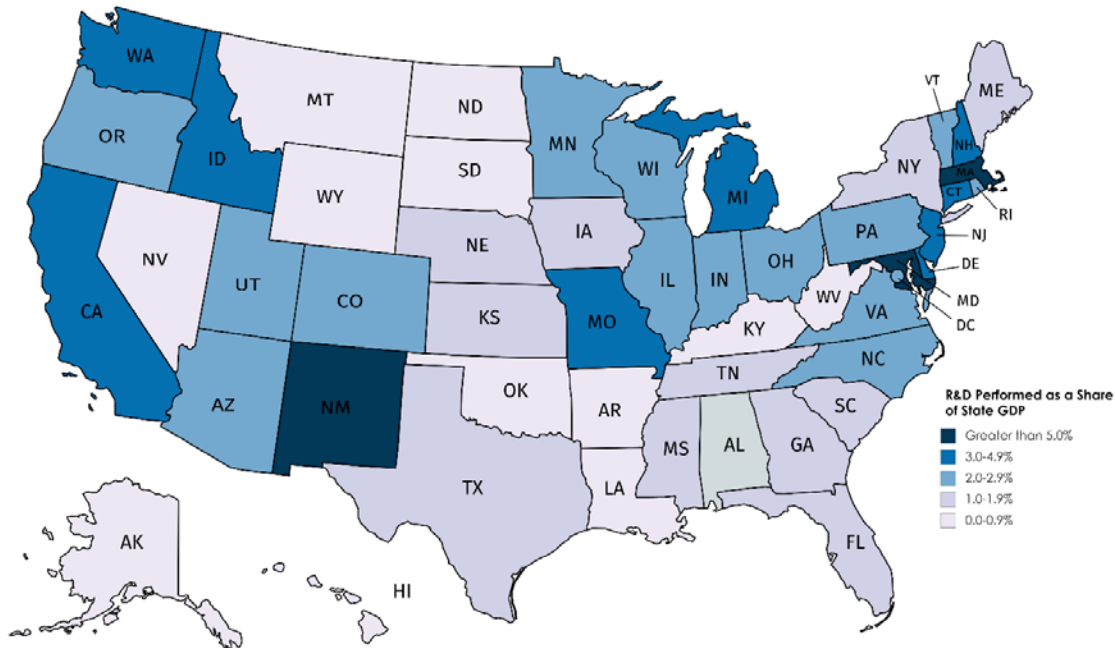 WA
MT
ND
MN
VT
ME
OR
ID
SD
WI
NY
NH
MA
WY
MI
CT
RI
IA
PA
NJ
NV
NE
UT
CO
IL
IN
OH
DE
WV
MD
CA
KS
MO
KY
VA
DC
TN
NC
AZ
NM
OK
AR
SC
R&D Performed as a Share
of State GDP
Greater than 5.0%
MS
AL
GA
3.0-4.9%
TX
LA
2.0-2.9%
1.0-1.9%
0.0-0.9%
AK
FL
HI